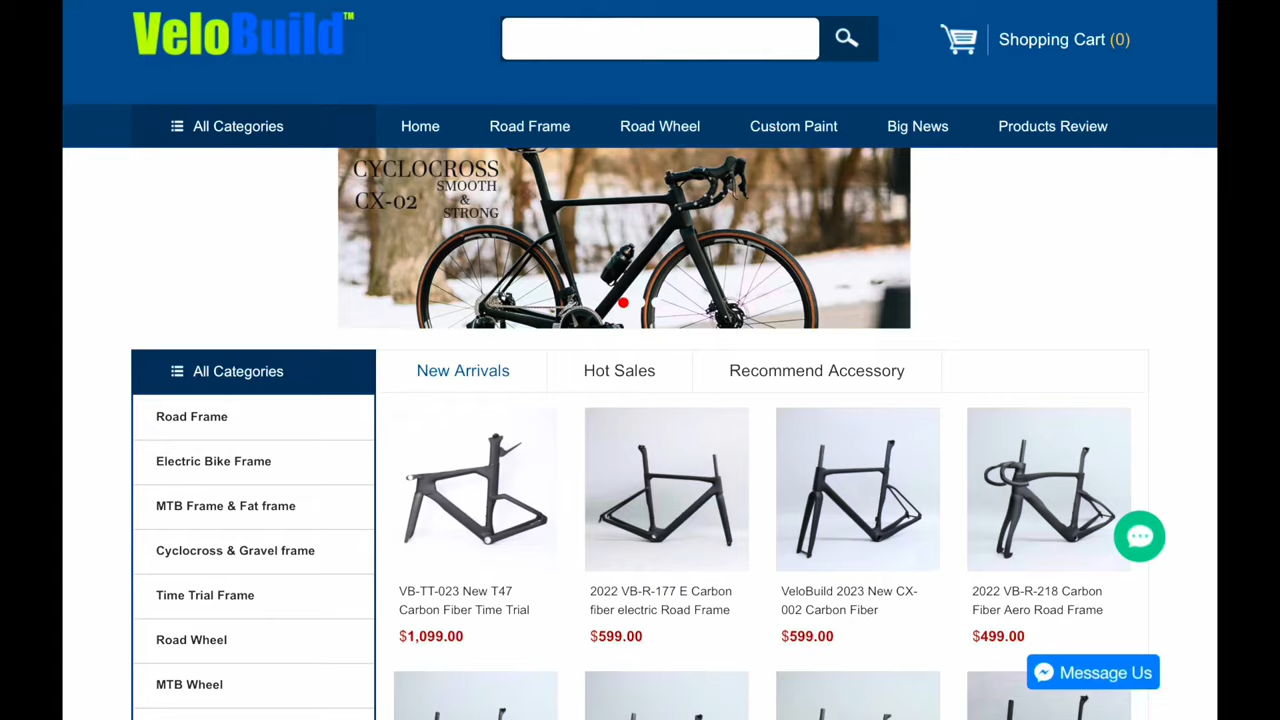 VeloBuild™
Shopping Cart (0)
All Categories
Home
Road Frame
Road Wheel
Custom Paint
Big News
Products Review
CYCLOCROSS
CX-02
SMOOTH
&
STRONG
All Categories
Road Frame
Electric Bike Frame
MTB Frame & Fat frame
Cyclocross & Gravel frame
Time Trial Frame
Road Wheel
MTB Wheel
New Arrivals
Hot Sales
Recommend Accessory
VB-TT-023 New T47
Carbon Fiber Time Trial
$1,099.00
2022 VB-R-177 E Carbon
fiber electric Road Frame
$599.00
VeloBuild 2023 New CX-
002 Carbon Fiber
$599.00
2022 VB-R-218 Carbon
Fiber Aero Road Frame
$499.00
Message Us